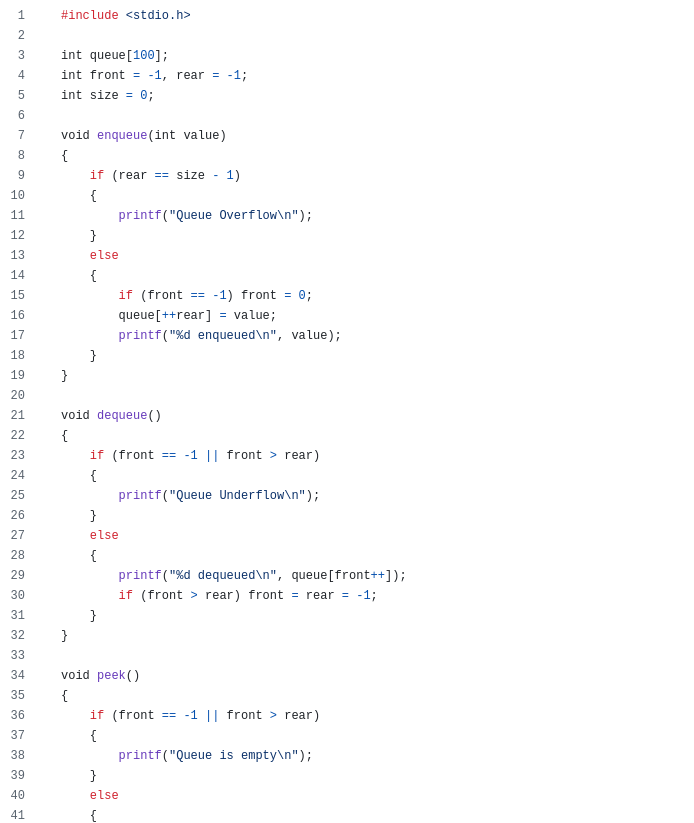 1 #include <stdio.h>
2
3 int queue[100];
4 int front = -1, rear = -1;
5 int size = 0;
6
7 void enqueue(int value)
8 {
9     if (rear == size - 1)
10     {
11         printf("Queue Overflow\n");
12     }
13     else
14     {
15         if (front == -1) front = 0;
16         queue[++rear] = value;
17         printf("%d enqueued\n", value);
18     }
19 }
20
21 void dequeue()
22 {
23     if (front == -1 || front > rear)
24     {
25         printf("Queue Underflow\n");
26     }
27     else
28     {
29         printf("%d dequeued\n", queue[front++]);
30         if (front > rear) front = rear = -1;
31     }
32 }
33
34 void peek()
35 {
36     if (front == -1 || front > rear)
37     {
38         printf("Queue is empty\n");
39     }
40     else
41     {